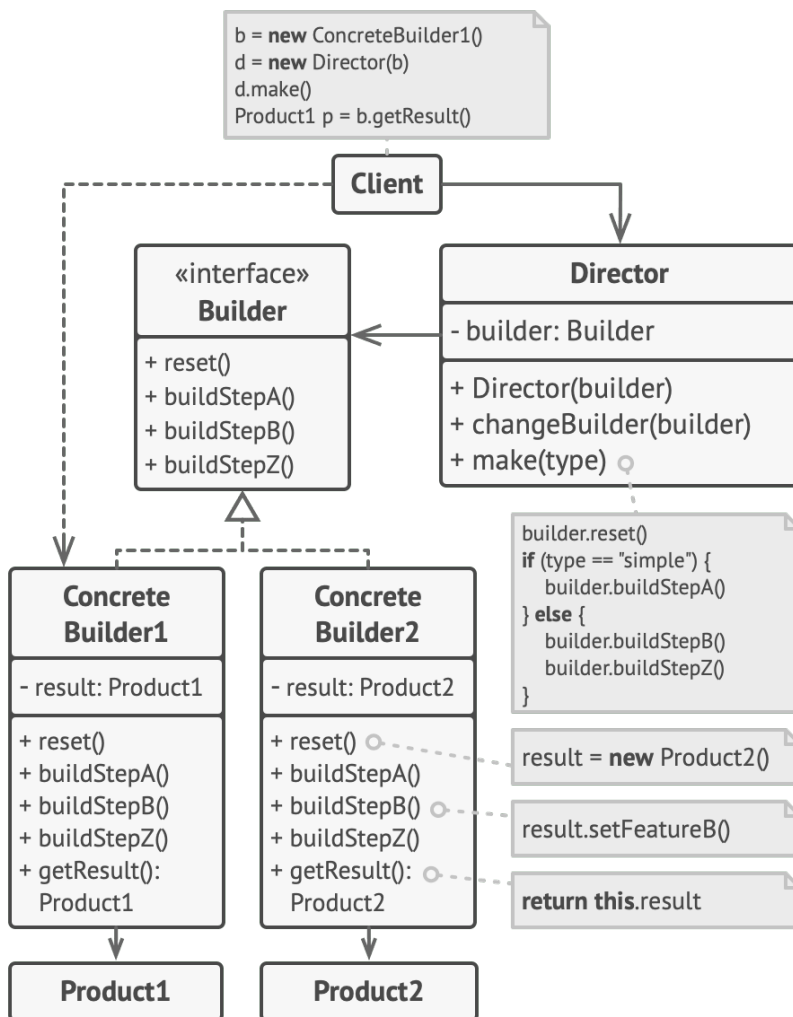 b = new ConcreteBuilder1()
d = new Director(b)
d.make()
Product1 p = b.getResult()
Client
«interface»
Builder
+ reset()
+ buildStepA()
+ buildStepB()
+ buildStepZ()
Director
- builder: Builder
+ Director(builder)
+ changeBuilder(builder)
+ make(type)
builder.reset()
if (type == "simple") {
builder.buildStepA()
} else {
builder.buildStepB()
builder.buildStepZ()
}
Concrete
Builder1
- result: Product1
+ reset()
+ buildStepA()
+ buildStepB()
+ buildStepZ()
+ getResult():
Product1
Concrete
Builder2
- result: Product2
+ reset()
+ buildStepA()
+ buildStepB()
+ buildStepZ()
+ getResult():
Product2
result = new Product2()
result.setFeatureB()
return this.result
Product1
Product2